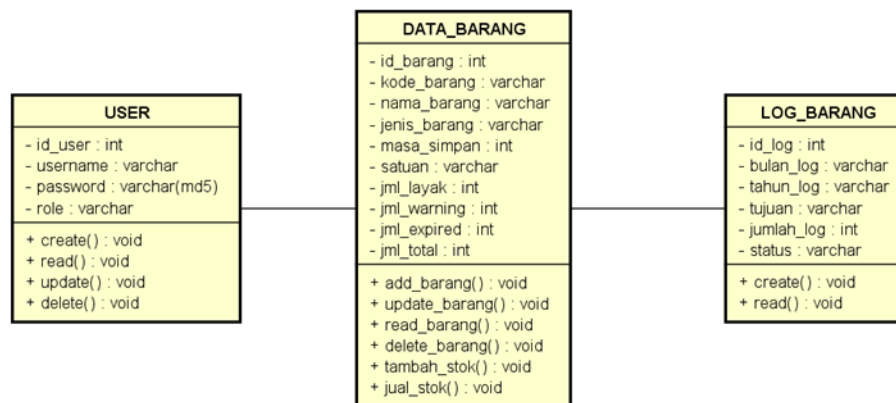 USER
- id_user : int
- username : varchar
- password : varchar(md5)
- role : varchar
+ create() : void
+ read() : void
+ update() : void
+ delete() : void
DATA_BARANG
- id_barang : int
- kode_barang : varchar
- nama_barang : varchar
- jenis_barang : varchar
- masa_simpan : int
- satuan : varchar
- jml_layak : int
- jml_warning : int
- jml_expired : int
- jml_total : int
+ add_barang() : void
+ update_barang() : void
+ read_barang() : void
+ delete_barang() : void
+ tambah_stok() : void
+ jual_stok() : void
LOG_BARANG
- id_log : int
- bulan_log : varchar
- tahun_log : varchar
- tujuan : varchar
- jumlah_log : int
- status : varchar
+ create() : void
+ read() : void